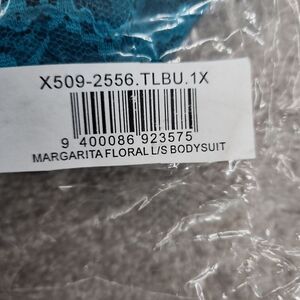 X509-2556.TLBU.1X
9 400086 923575
MARGARITA FLORAL L/S BODYSUIT